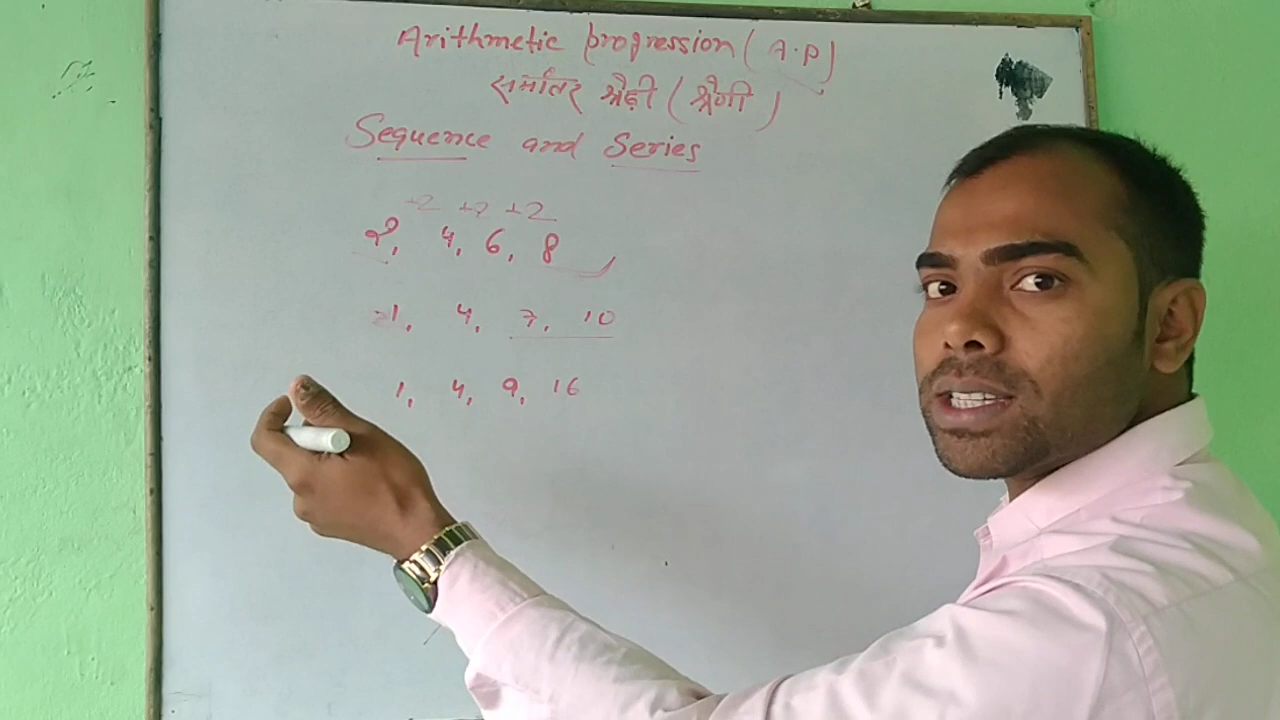 Arithmetic progression (A.P)
समांतर श्रेढ़ी (श्रेणी)
Sequence and Series
+2 +2 +2
2, 4, 6, 8
1, 4, 7, 10
1, 4, 9, 16